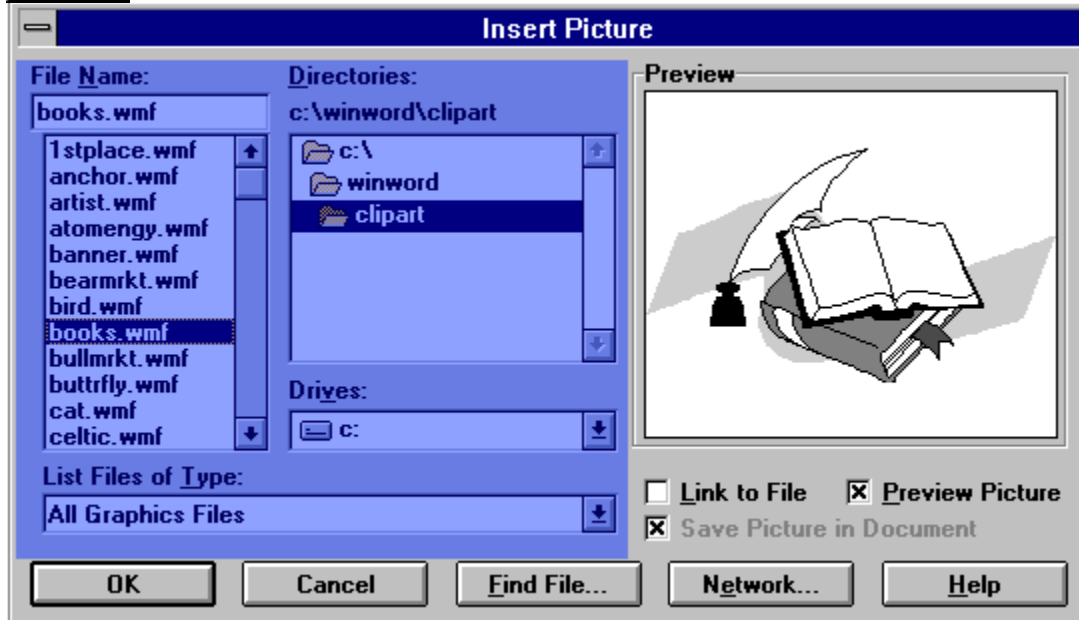 Insert Picture
File Name:
books.wmf
1stplace.wmf
anchor.wmf
artist.wmf
atomengy.wmf
banner.wmf
bearmrkt.wmf
bird.wmf
books.wmf
bullmrkt.wmf
buttrfly.wmf
cat.wmf
celtic.wmf
List Files of Type:
All Graphics Files
Directories:
c:\winword\clipart
c:\
winword
clipart
Drives:
c:
Preview
Link to File Preview Picture
Save Picture in Document
OK Cancel Find File... Network... Help